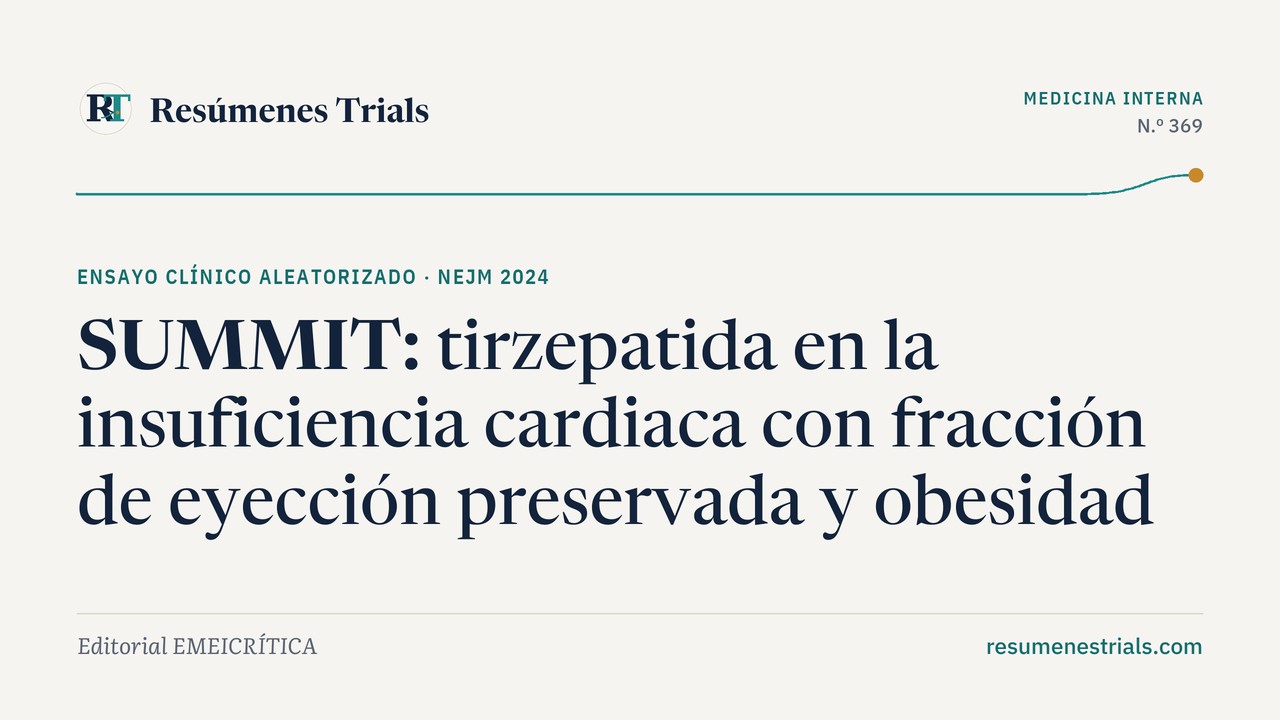 RT Resúmenes Trials
MEDICINA INTERNA
N.º 369
ENSAYO CLÍNICO ALEATORIZADO · NEJM 2024
SUMMIT: tirzepatida en la
insuficiencia cardiaca con fracción
de eyección preservada y obesidad
Editorial EMEICRÍTICA
resumenestrials.com